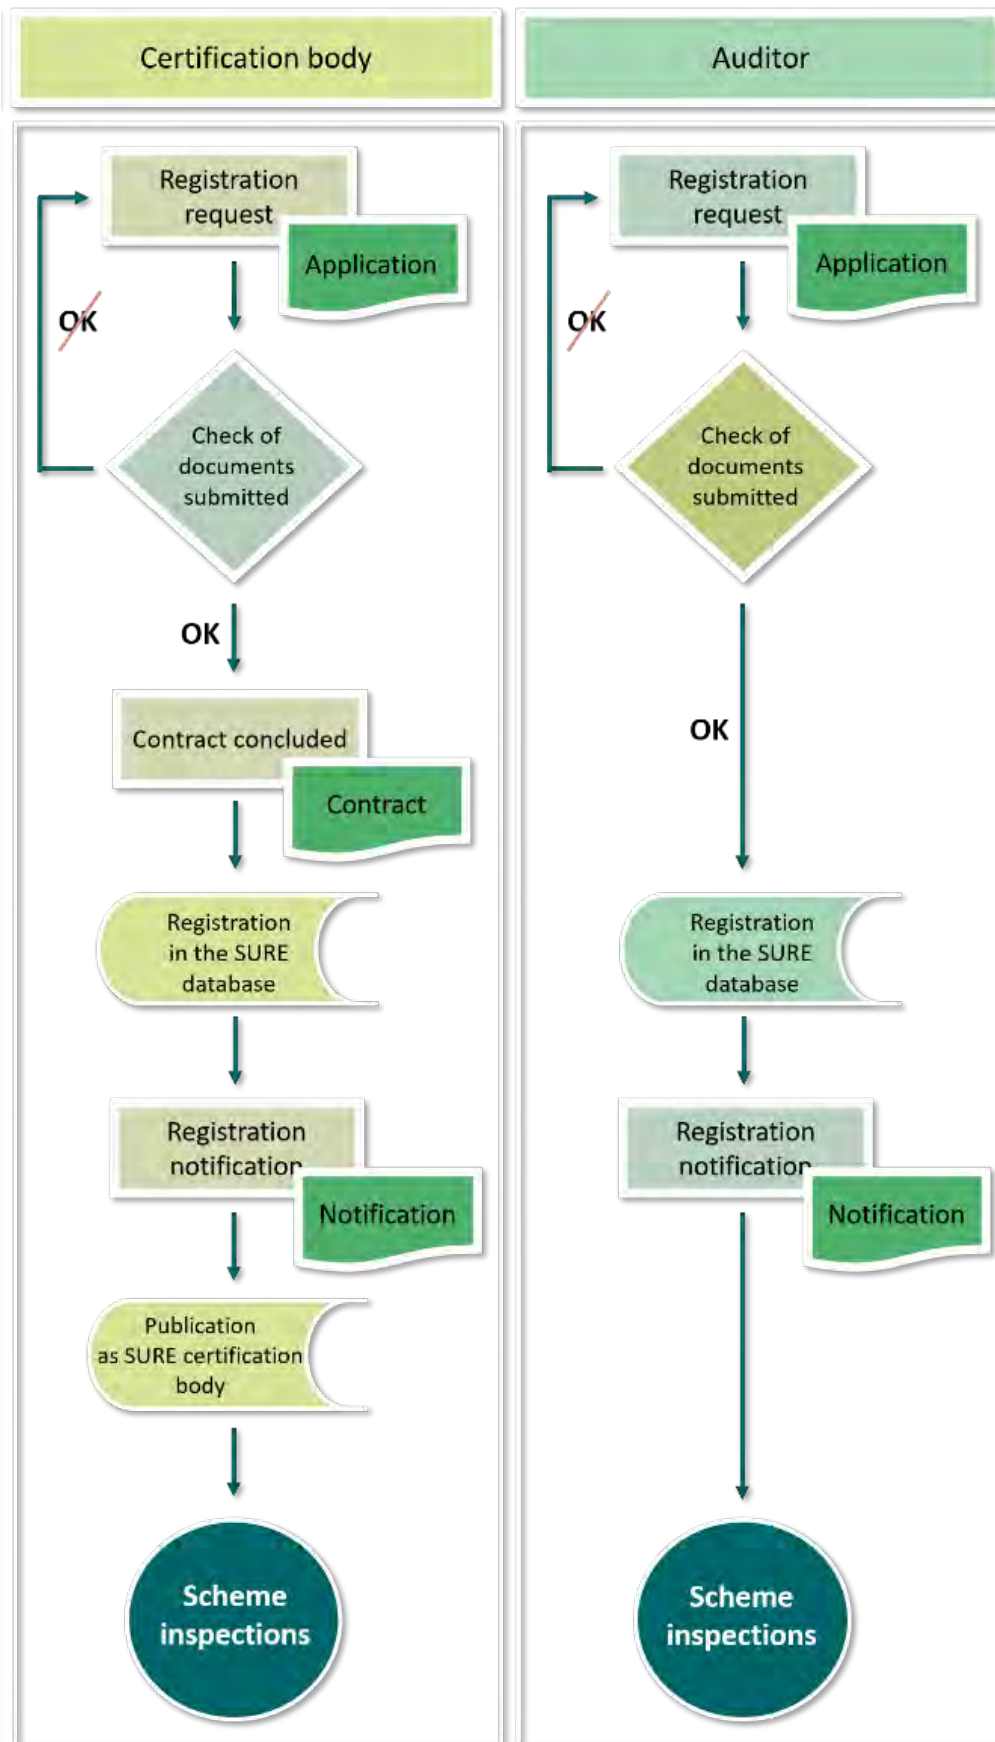 Certification body
Registration
request
Application
OK
Check of
documents
submitted
OK
Contract concluded
Contract
Registration
in the SURE
database
Registration
notification
Notification
Publication
as SURE certification
body
Scheme
inspections
Auditor
Registration
request
Application
OK
Check of
documents
submitted
OK
Registration
in the SURE
database
Registration
notification
Notification
Scheme
inspections